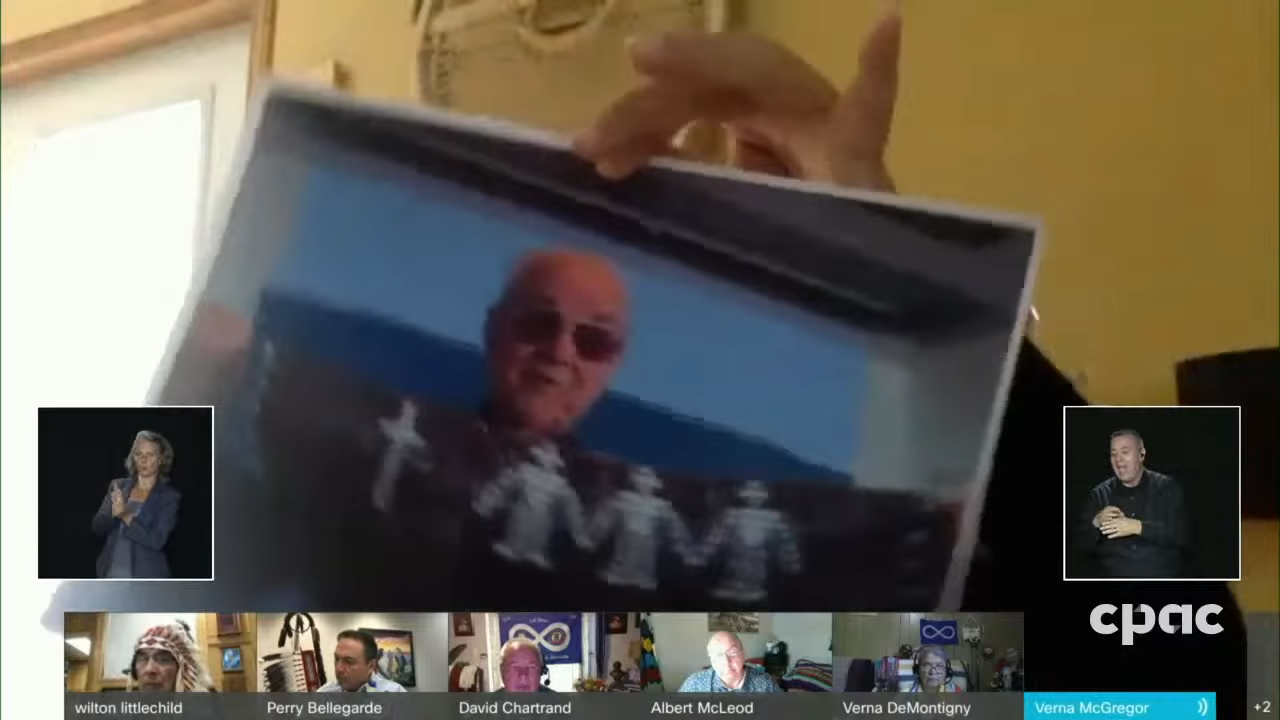 cpac
wilton littlechild
Perry Bellegarde
David Chartrand
Albert McLeod
Verna DeMontigny
Verna McGregor
+2